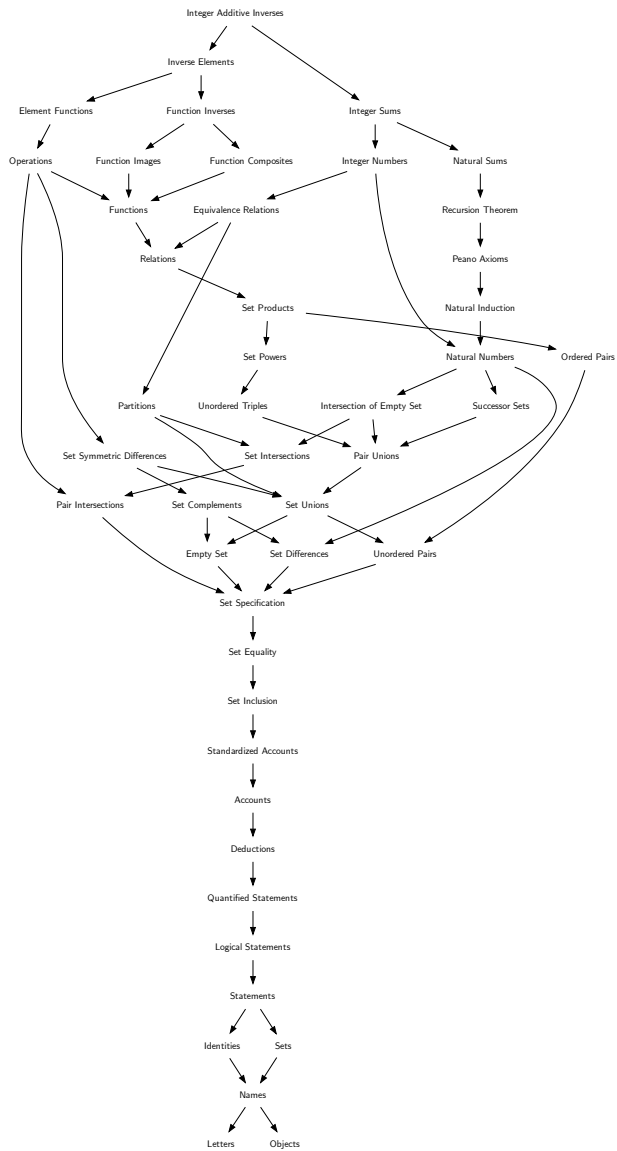 Integer Additive Inverses
Inverse Elements
Element Functions
Function Inverses
Integer Sums
Operations
Function Images
Function Composites
Integer Numbers
Natural Sums
Functions
Equivalence Relations
Recursion Theorem
Relations
Peano Axioms
Set Products
Natural Induction
Set Powers
Natural Numbers
Ordered Pairs
Partitions
Unordered Triples
Intersection of Empty Set
Successor Sets
Set Symmetric Differences
Set Intersections
Pair Unions
Pair Intersections
Set Complements
Set Unions
Empty Set
Set Differences
Unordered Pairs
Set Specification
Set Equality
Set Inclusion
Standardized Accounts
Accounts
Deductions
Quantified Statements
Logical Statements
Statements
Identities
Sets
Names
Letters
Objects